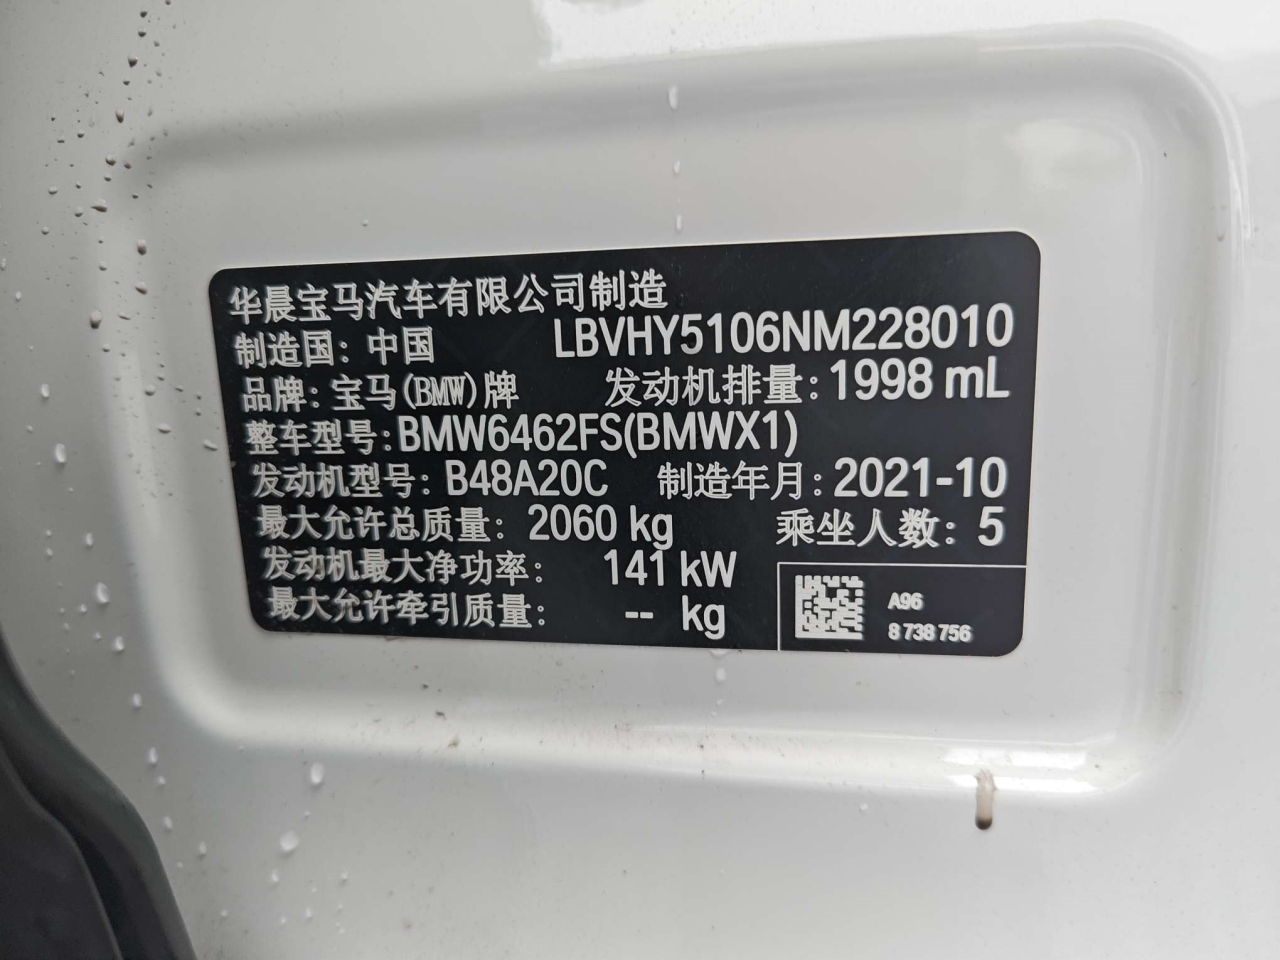 华晨宝马汽车有限公司制造
制造国：中国 LBVHY5106NM228010
品牌：宝马(BMW)牌 发动机排量：1998 mL
整车型号：BMW6462FS(BMWX1)
发动机型号：B48A20C 制造年月：2021-10
最大允许总质量：2060 kg 乘坐人数：5
发动机最大净功率：141 kW
最大允许牵引质量：-- kg
A96
8 738 756